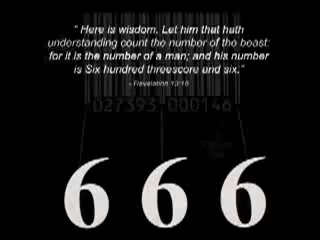 “ Here is wisdom. Let him that hath
understanding count the number of the beast:
for it is the number of a man; and his number
is Six hundred threescore and six.”
- Revelation 13:18
027393 000146
6 6 6